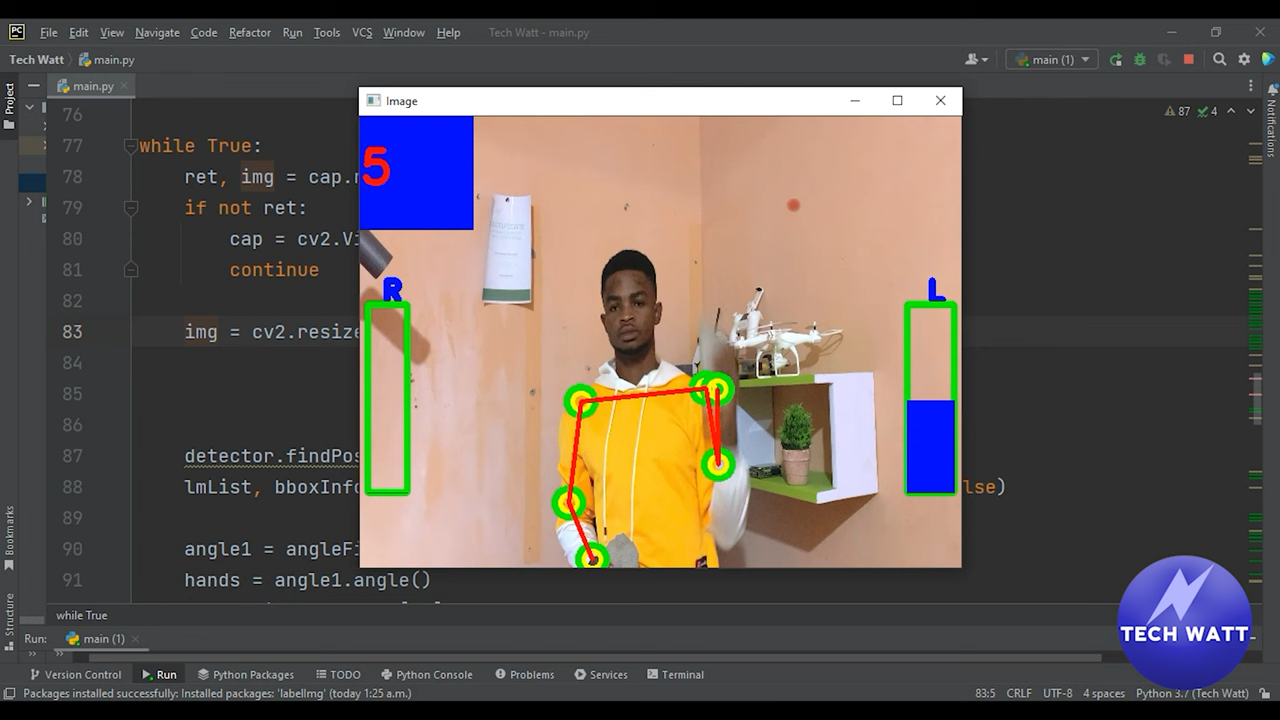 PC File Edit View Navigate Code Refactor Run Tools VCS Window Help Tech Watt - main.py
Tech Watt main.py main (1)
Project
main.py
Image
87 4
Notifications
76
77 while True:
78 ret, img = cap.r
79 if not ret:
80 cap = cv2.Vi
81 continue
82
83 img = cv2.resize
84
85
86
87 detector.findPos
88 lmList, bboxInfo lse)
89
90 angle1 = angleFi
91 hands = angle1.angle()
5
R
L
Bookmarks
Structure
while True
Run: main (1)
TECH WATT
Version Control Run Python Packages TODO Python Console Problems Services Terminal
Packages installed successfully: Installed packages: 'labelImg' (today 1:25 a.m.) 83:5 CRLF UTF-8 4 spaces Python 3.7 (Tech Watt)